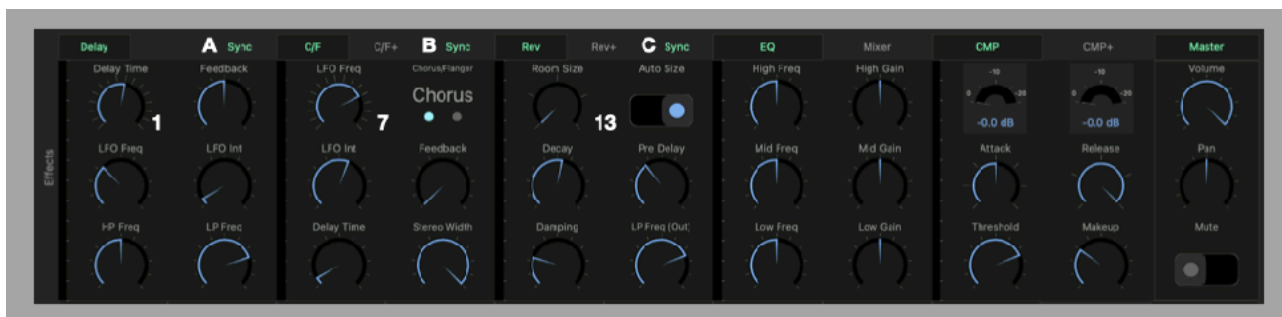 Delay A Sync C/F C/F+ B Sync Rev Rev+ C Sync EQ Mixer CMP CMP+ Master
Delay Time Feedback LFO Freq Chorus/Flanger Room Size Auto Size High Freq High Gain -10 -10 Volume
Chorus
0 -20 0 -20
1 7 13 -0.0 dB -0.0 dB
LFO Freq LFO Int LFO Int Feedback Decay Pre Delay Mid Freq Mid Gain Attack Release Pan
Effects
HP Freq LP Freq Delay Time Stereo Width Damping LP Freq (Out) Low Freq Low Gain Threshold Makeup Mute